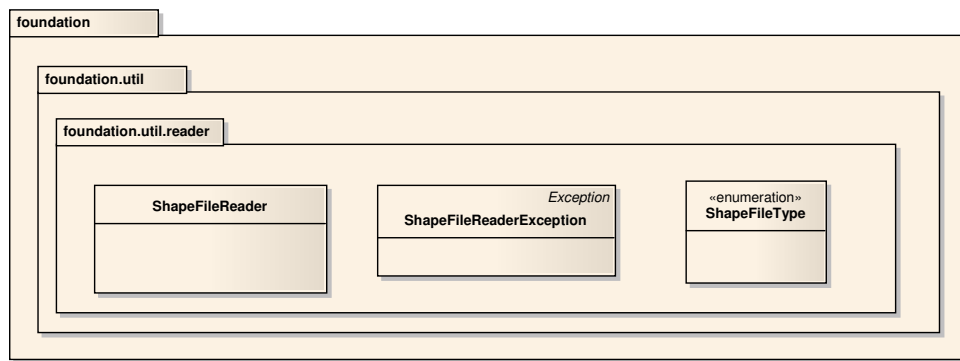 foundation
foundation.util
foundation.util.reader
ShapeFileReader
Exception
ShapeFileReaderException
«enumeration»
ShapeFileType